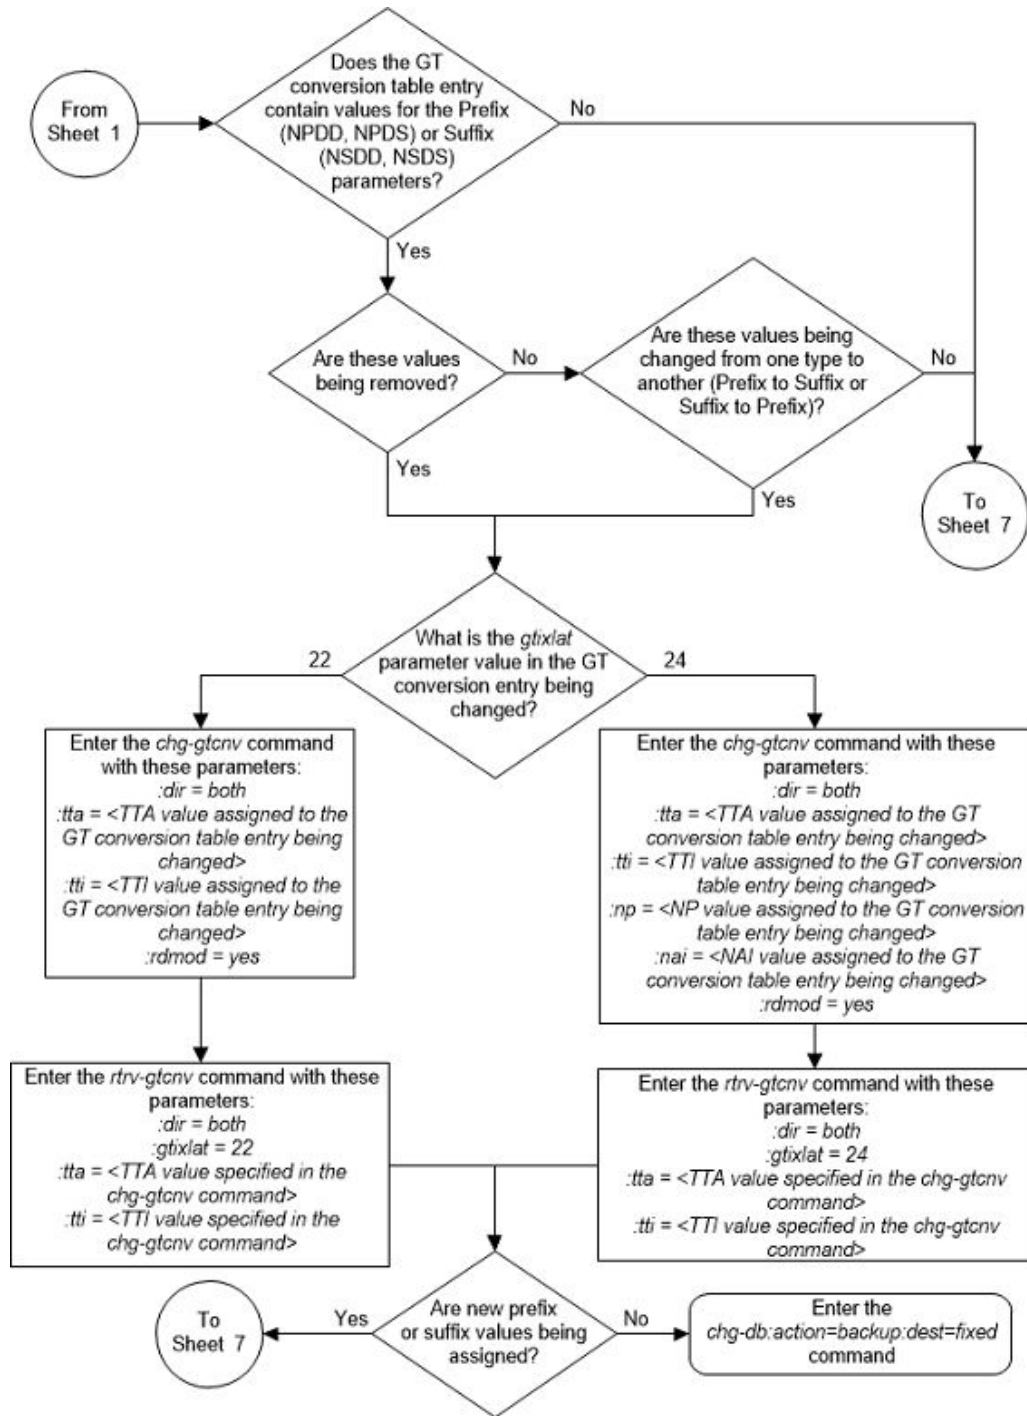 Does the GT
conversion table entry
contain values for the Prefix
(NPDD, NPDS) or Suffix
(NSDD, NSDS)
parameters?
From
Sheet 1
No
Yes
Are these values
being removed?
No
Are these values being
changed from one type to
another (Prefix to Suffix or
Suffix to Prefix)?
No
Yes
Yes
To
Sheet 7
What is the gtixlat
parameter value in the GT
conversion entry being
changed?
22
24
Enter the chg-gtcnv command
with these parameters:
:dir = both
:tta = <TTA value assigned to the
GT conversion table entry being
changed>
:tti = <TTI value assigned to the
GT conversion table entry being
changed>
:rdmod = yes
Enter the chg-gtcnv command with these
parameters:
:dir = both
:tta = <TTA value assigned to the GT
conversion table entry being changed>
:tti = <TTI value assigned to the GT conversion
table entry being changed>
:np = <NP value assigned to the GT conversion
table entry being changed>
:nai = <NAI value assigned to the GT
conversion table entry being changed>
:rdmod = yes
Enter the rtrv-gtcnv command with these
parameters:
:dir = both
:gtixlat = 22
:tta = <TTA value specified in the
chg-gtcnv command>
:tti = <TTI value specified in the
chg-gtcnv command>
Enter the rtrv-gtcnv command with these
parameters:
:dir = both
:gtixlat = 24
:tta = <TTA value specified in the chg-gtcnv
command>
:tti = <TTI value specified in the chg-gtcnv
command>
To
Sheet 7
Yes
Are new prefix
or suffix values being
assigned?
No
Enter the
chg-db:action=backup:dest=fixed
command